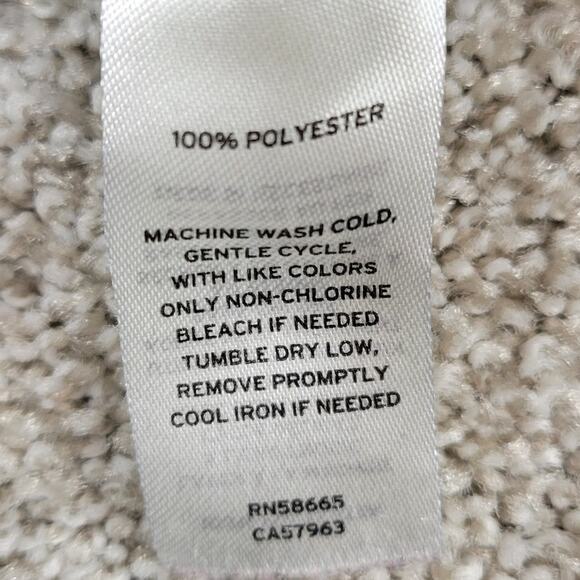 100% POLYESTER
MACHINE WASH COLD,
GENTLE CYCLE,
WITH LIKE COLORS
ONLY NON-CHLORINE
BLEACH IF NEEDED
TUMBLE DRY LOW,
REMOVE PROMPTLY
COOL IRON IF NEEDED
RN58665
CA57963